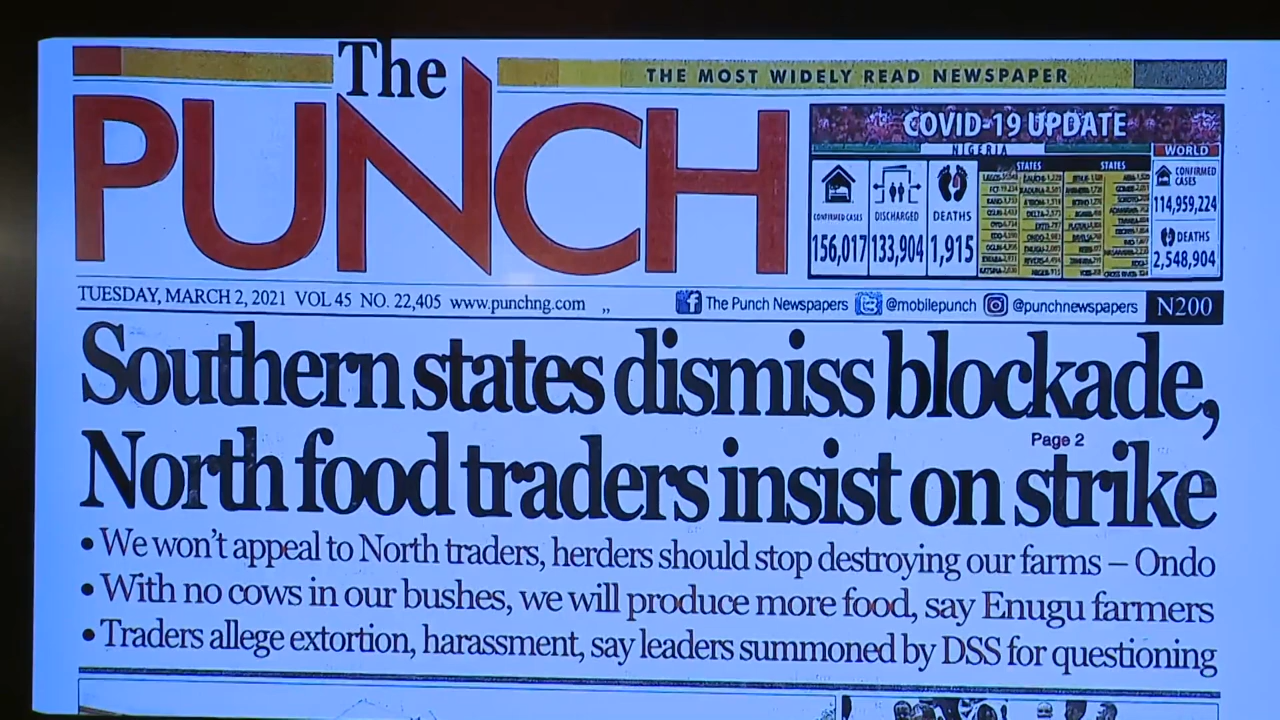 The
PUNCH
THE MOST WIDELY READ NEWSPAPER
COVID-19 UPDATE
NIGERIA
WORLD
STATES
STATES
CONFIRMED CASES
DISCHARGED
DEATHS
156,017
133,904
1,915
CONFIRMED
CASES
114,959,224
DEATHS
2,548,904
TUESDAY, MARCH 2, 2021 VOL 45 NO. 22,405 www.punchng.com ,,
The Punch Newspapers @mobilepunch @punchnewspapers N200
Southern states dismiss blockade,
Page 2
North food traders insist on strike
• We won't appeal to North traders, herders should stop destroying our farms – Ondo
• With no cows in our bushes, we will produce more food, say Enugu farmers
• Traders allege extortion, harassment, say leaders summoned by DSS for questioning